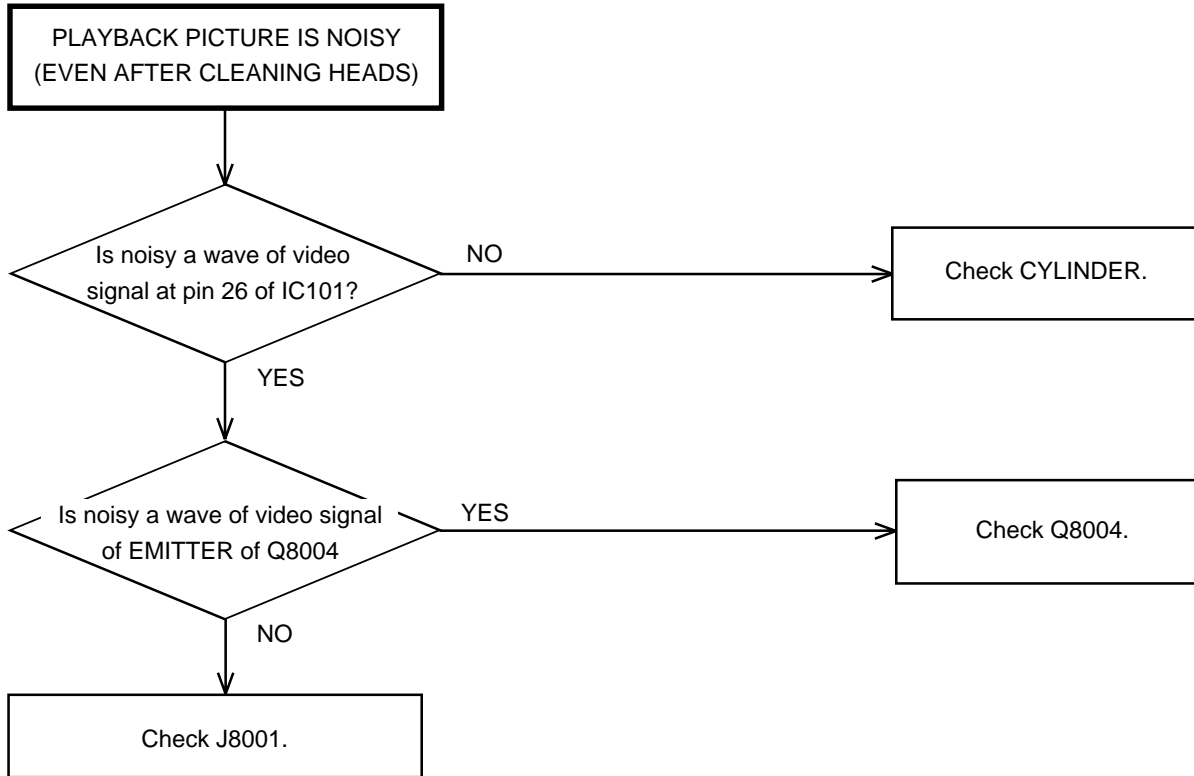 PLAYBACK PICTURE IS NOISY
(EVEN AFTER CLEANING HEADS)
Is noisy a wave of video
signal at pin 26 of IC101?
NO
Check CYLINDER.
YES
Is noisy a wave of video signal
of EMITTER of Q8004
YES
Check Q8004.
NO
Check J8001.